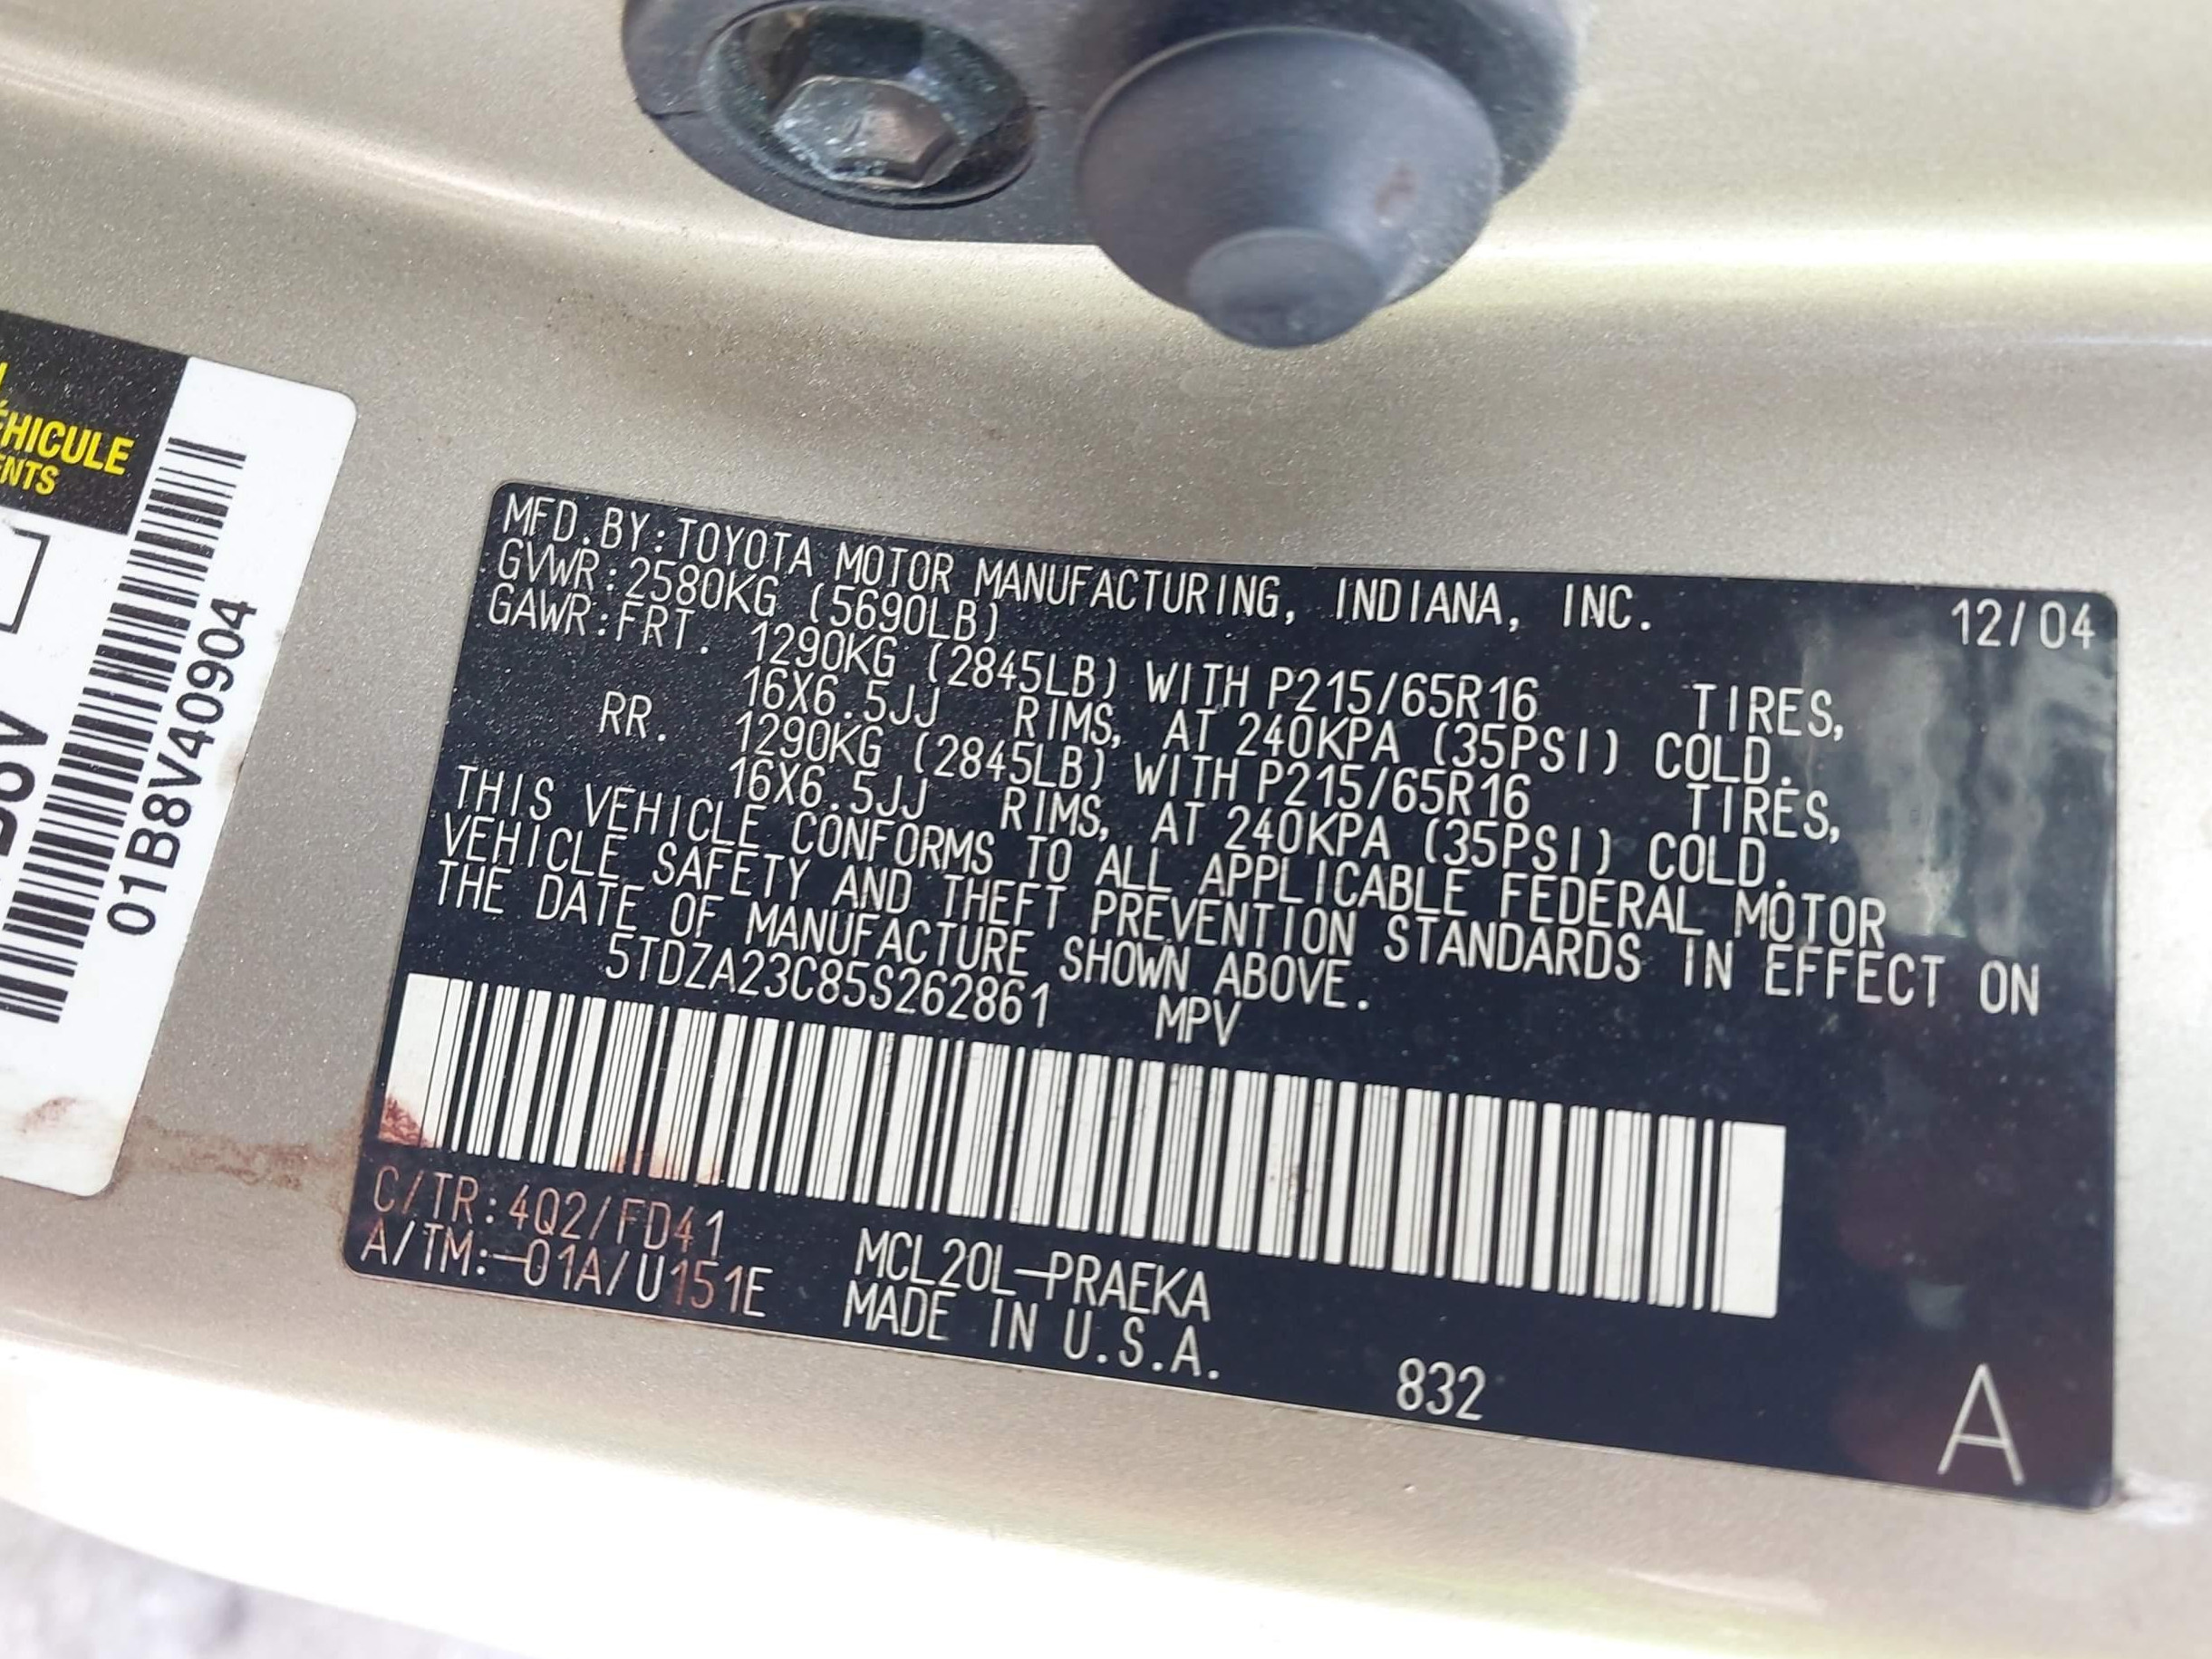 ÉHICULE
ENTS
01B8V40904
MFD.BY:TOYOTA MOTOR MANUFACTURING, INDIANA, INC. 12/04
GVWR:2580KG (5690LB)
GAWR:FRT. 1290KG (2845LB) WITH P215/65R16 TIRES,
16X6.5JJ RIMS, AT 240KPA (35PSI) COLD.
RR. 1290KG (2845LB) WITH P215/65R16 TIRES,
16X6.5JJ RIMS, AT 240KPA (35PSI) COLD.
THIS VEHICLE CONFORMS TO ALL APPLICABLE FEDERAL MOTOR
VEHICLE SAFETY AND THEFT PREVENTION STANDARDS IN EFFECT ON
THE DATE OF MANUFACTURE SHOWN ABOVE.
5TDZA23C85S262861 MPV
C/TR:4Q2/FD41
A/TM:-01A/U151E
MCL20L-PRAEKA
MADE IN U.S.A.
832
A